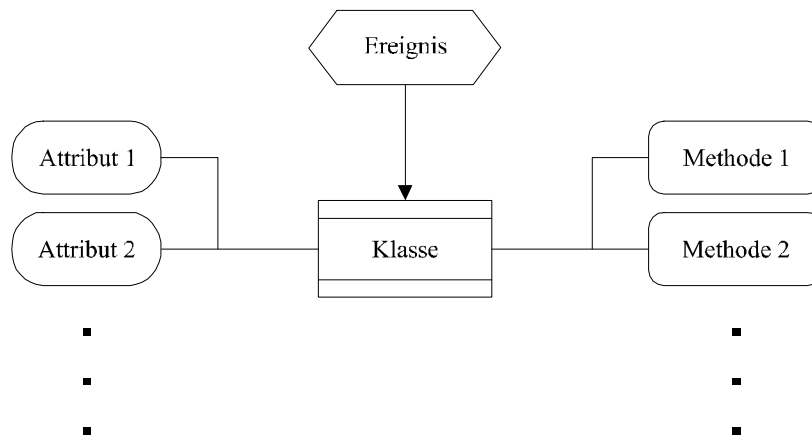 Ereignis
Attribut 1
Methode 1
Attribut 2
Klasse
Methode 2